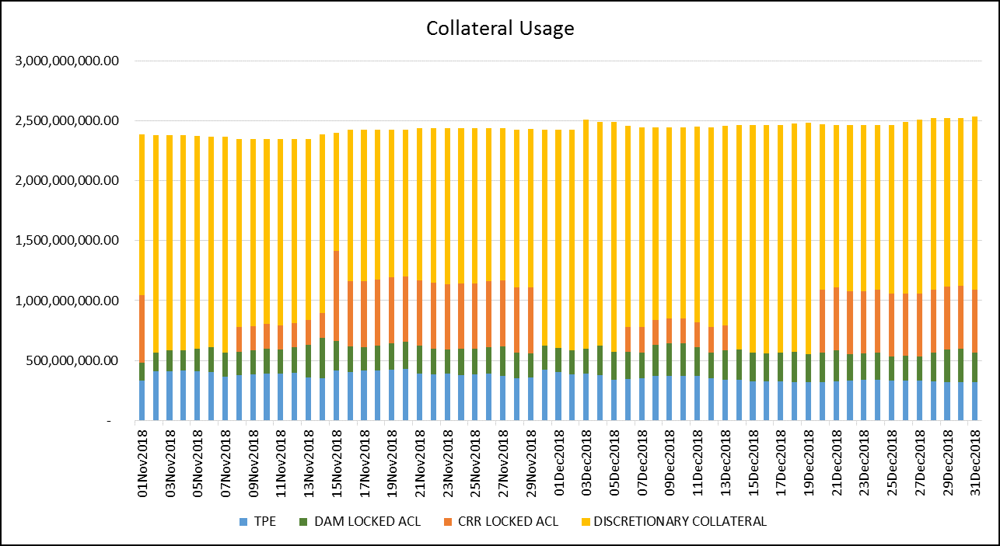 Collateral Usage
3,000,000,000.00
2,500,000,000.00
2,000,000,000.00
1,500,000,000.00
1,000,000,000.00
500,000,000.00
-
01Nov2018
03Nov2018
05Nov2018
07Nov2018
09Nov2018
11Nov2018
13Nov2018
15Nov2018
17Nov2018
19Nov2018
21Nov2018
23Nov2018
25Nov2018
27Nov2018
29Nov2018
01Dec2018
03Dec2018
05Dec2018
07Dec2018
09Dec2018
11Dec2018
13Dec2018
15Dec2018
17Dec2018
19Dec2018
21Dec2018
23Dec2018
25Dec2018
27Dec2018
29Dec2018
31Dec2018
TPE DAM LOCKED ACL CRR LOCKED ACL DISCRETIONARY COLLATERAL